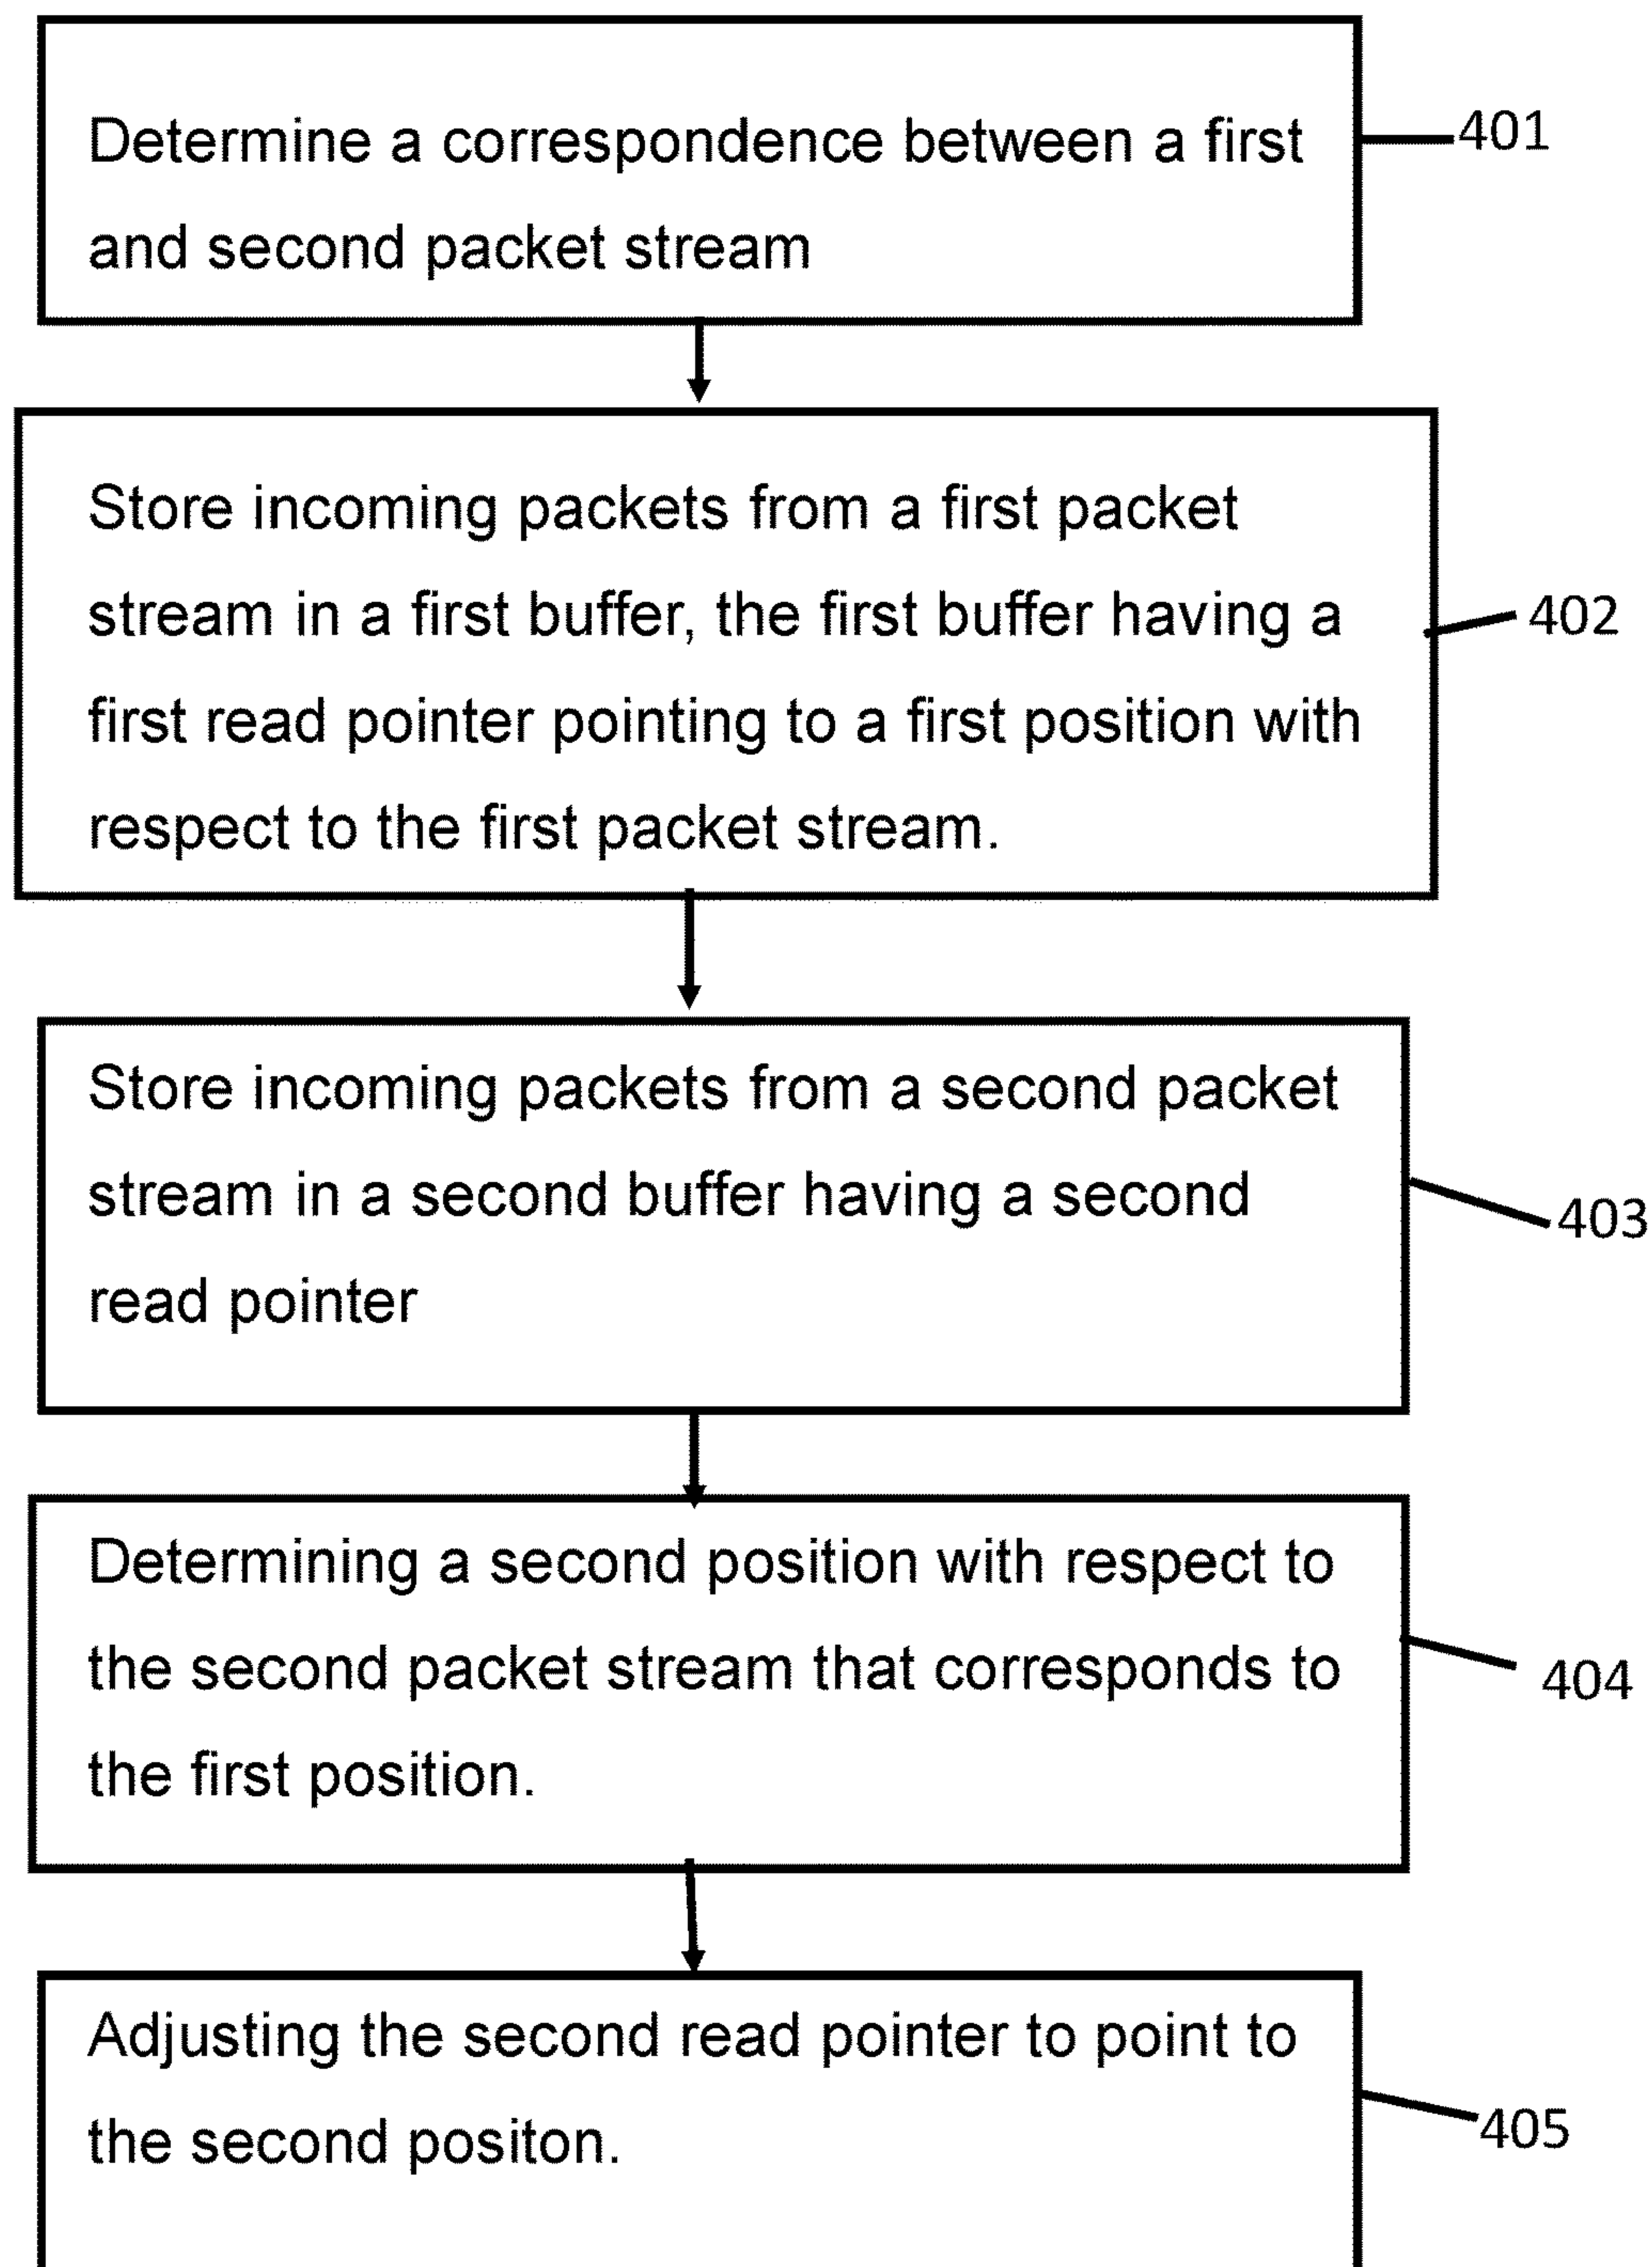 Determine a correspondence between a first
and second packet stream
401
Store incoming packets from a first packet
stream in a first buffer, the first buffer having a
first read pointer pointing to a first position with
respect to the first packet stream.
402
Store incoming packets from a second packet
stream in a second buffer having a second
read pointer
403
Determining a second position with respect to
the second packet stream that corresponds to
the first position.
404
Adjusting the second read pointer to point to
the second positon.
405